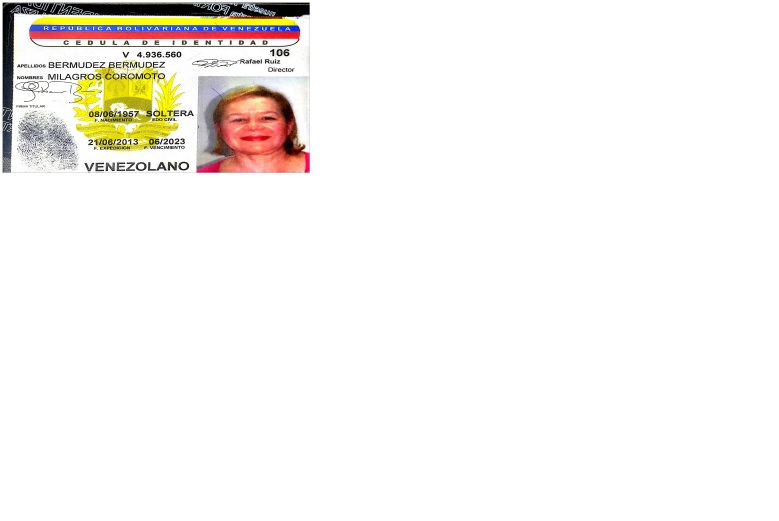 REPUBLICA BOLIVARIANA DE VENEZUELA
CEDULA DE IDENTIDAD
V 4.936.560
106
APELLIDOS BERMUDEZ BERMUDEZ
Rafael Ruiz
Director
NOMBRES MILAGROS COROMOTO
FIRMA TITULAR
08/06/1957 SOLTERA
F. NACIMIENTO EDO CIVIL
21/06/2013 06/2023
F. EXPEDICION F. VENCIMIENTO
VENEZOLANO